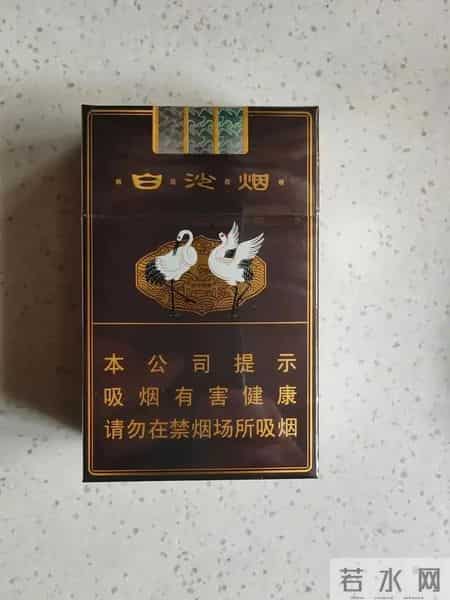 白沙烟
本公司提示
吸烟有害健康
请勿在禁烟场所吸烟
若水网